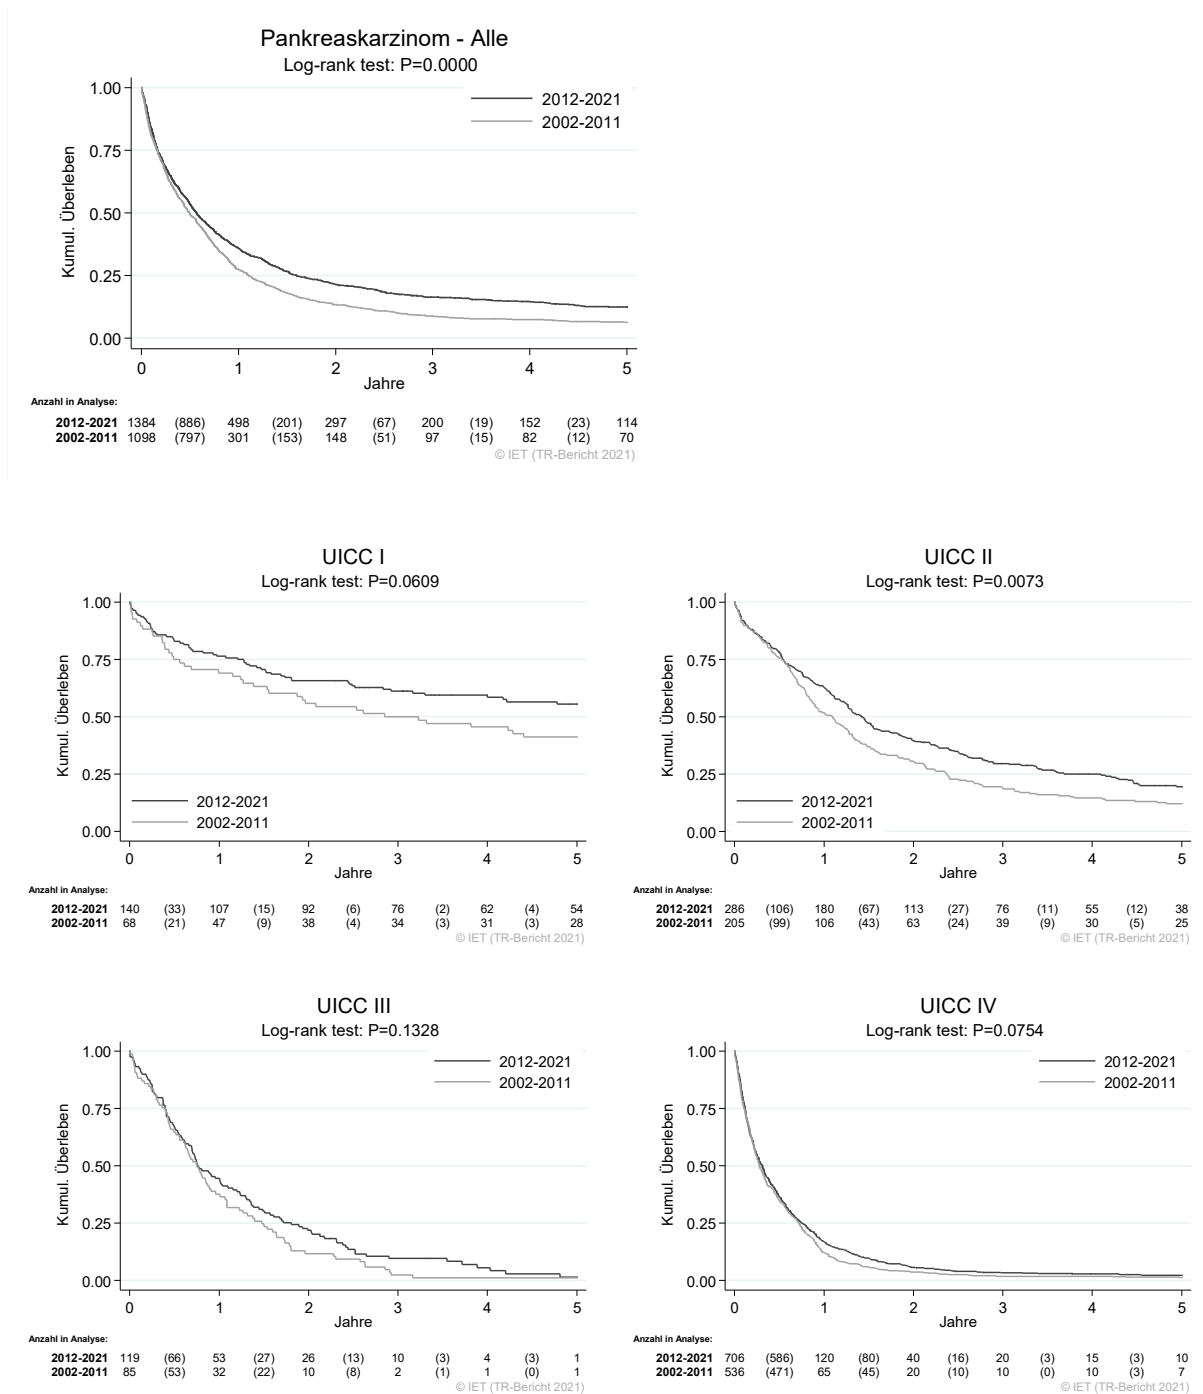 Pankreaskarzinom - Alle
Log-rank test: P=0.0000
1.00
0.75
0.50
0.25
0.00
Kumul. Überleben
2012-2021
2002-2011
0 1 2 3 4 5
Jahre
Anzahl in Analyse:
2012-2021 1384 (886) 498 (201) 297 (67) 200 (19) 152 (23) 114
2002-2011 1098 (797) 301 (153) 148 (51) 97 (15) 82 (12) 70
© IET (TR-Bericht 2021)
UICC I
Log-rank test: P=0.0609
1.00
0.75
0.50
0.25
0.00
Kumul. Überleben
2012-2021
2002-2011
0 1 2 3 4 5
Jahre
Anzahl in Analyse:
2012-2021 140 (33) 107 (15) 92 (6) 76 (2) 62 (4) 54
2002-2011 68 (21) 47 (9) 38 (4) 34 (3) 31 (3) 28
© IET (TR-Bericht 2021)
UICC II
Log-rank test: P=0.0073
1.00
0.75
0.50
0.25
0.00
Kumul. Überleben
2012-2021
2002-2011
0 1 2 3 4 5
Jahre
Anzahl in Analyse:
2012-2021 286 (106) 180 (67) 113 (27) 76 (11) 55 (12) 38
2002-2011 205 (99) 106 (43) 63 (24) 39 (9) 30 (5) 25
© IET (TR-Bericht 2021)
UICC III
Log-rank test: P=0.1328
1.00
0.75
0.50
0.25
0.00
Kumul. Überleben
2012-2021
2002-2011
0 1 2 3 4 5
Jahre
Anzahl in Analyse:
2012-2021 119 (66) 53 (27) 26 (13) 10 (3) 4 (3) 1
2002-2011 85 (53) 32 (22) 10 (8) 2 (1) 1 (0) 1
© IET (TR-Bericht 2021)
UICC IV
Log-rank test: P=0.0754
1.00
0.75
0.50
0.25
0.00
Kumul. Überleben
2012-2021
2002-2011
0 1 2 3 4 5
Jahre
Anzahl in Analyse:
2012-2021 706 (586) 120 (80) 40 (16) 20 (3) 15 (3) 10
2002-2011 536 (471) 65 (45) 20 (10) 10 (0) 10 (3) 7
© IET (TR-Bericht 2021)